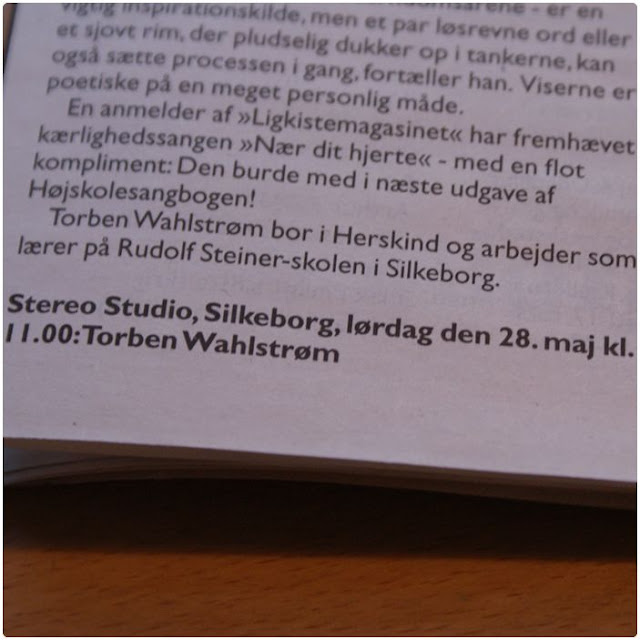 er en
vigtig inspirationskilde, men et par løsrevne ord eller
et sjovt rim, der pludselig dukker op i tankerne, kan
også sætte processen i gang, fortæller han. Viserne er
poetiske på en meget personlig måde.
En anmelder af »Ligkistemagasinet« har fremhævet
kærlighedssangen »Nær dit hjerte« - med en flot
kompliment: Den burde med i næste udgave af
Højskolesangbogen!
Torben Wahlstrøm bor i Herskind og arbejder som
lærer på Rudolf Steiner-skolen i Silkeborg.
Stereo Studio, Silkeborg, lørdag den 28. maj kl.
11.00: Torben Wahlstrøm